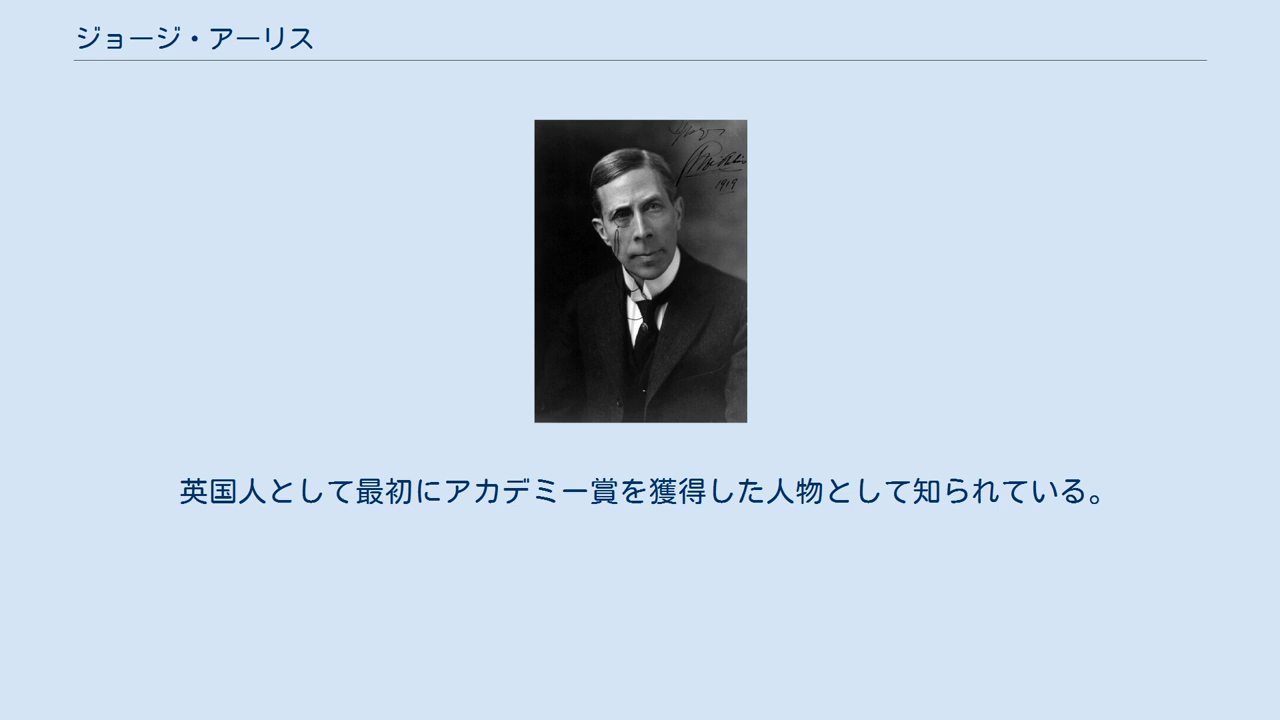 ジョージ・アーリス
1919
英国人として最初にアカデミー賞を獲得した人物として知られている。